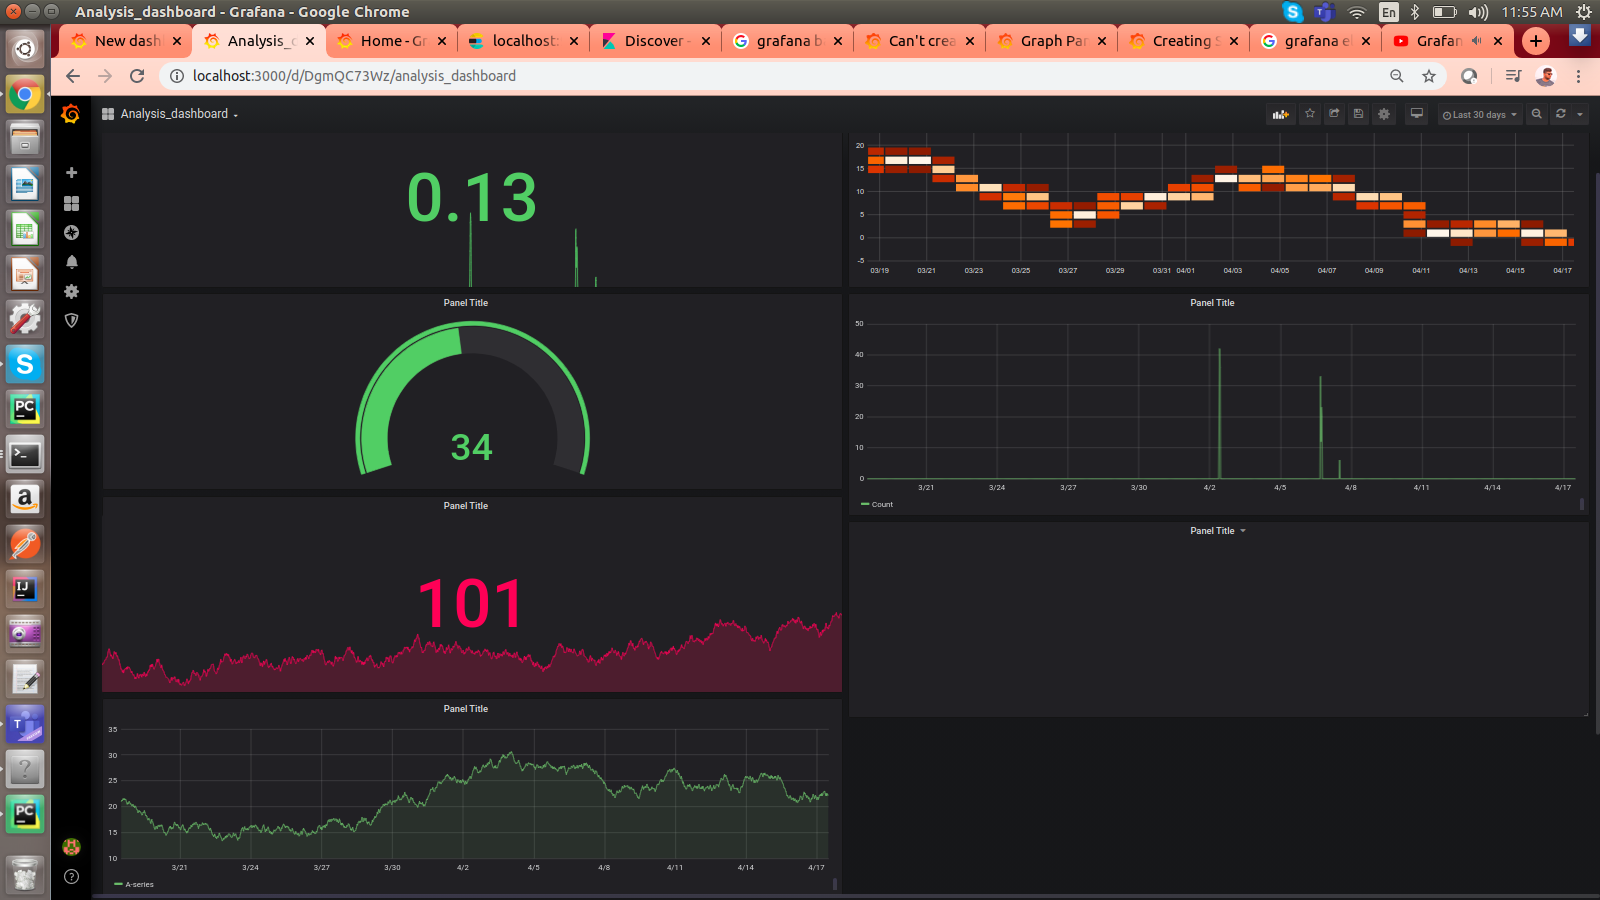 Analysis_dashboard - Grafana - Google Chrome
En
11:55 AM
New dash
Analysis_c
Home - Gr
localhost:
Discover -
grafana b
Can't crea
Graph Par
Creating S
grafana el
Grafan
localhost:3000/d/DgmQC73Wz/analysis_dashboard
Analysis_dashboard
Last 30 days
0.13
20
15
10
5
0
-5
03/19 03/21 03/23 03/25 03/27 03/29 03/31 04/01 04/03 04/05 04/07 04/09 04/11 04/13 04/15 04/17
Panel Title
34
Panel Title
50
40
30
20
10
0
3/21 3/24 3/27 3/30 4/2 4/5 4/8 4/11 4/14 4/17
Count
Panel Title
101
Panel Title
Panel Title
35
30
25
20
15
10
3/21 3/24 3/27 3/30 4/2 4/5 4/8 4/11 4/14 4/17
A-series